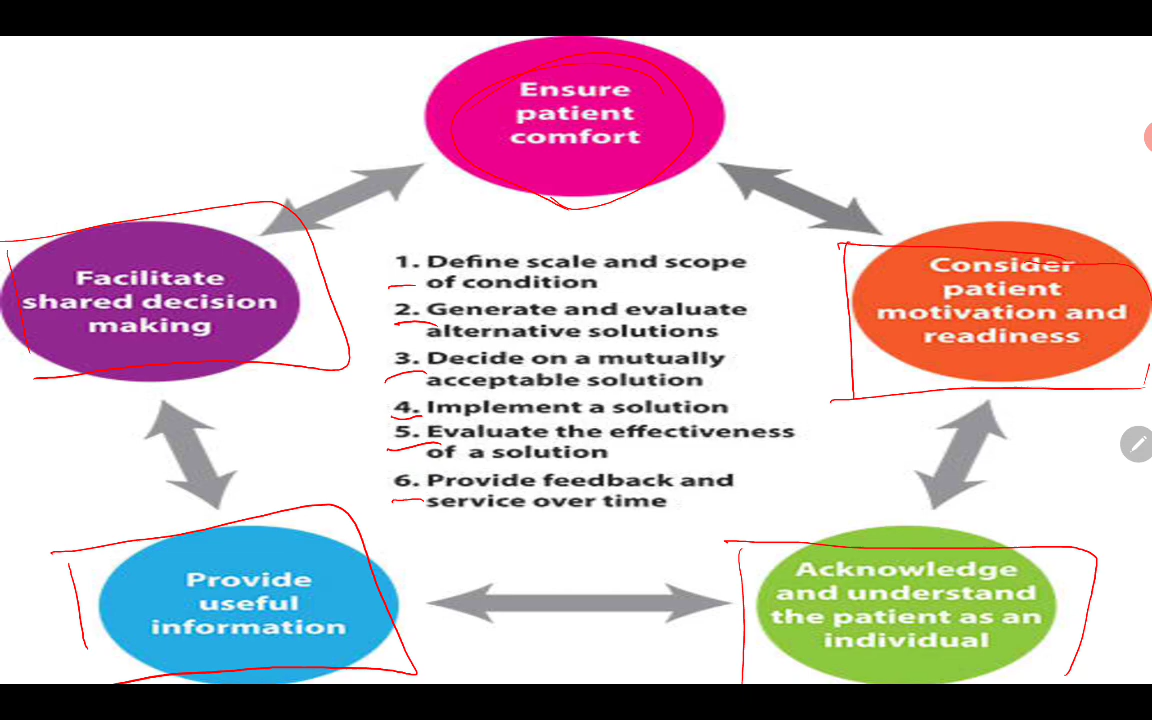 Ensure
patient
comfort
Facilitate
shared decision
making
Consider
patient
motivation and
readiness
1. Define scale and scope
of condition
2. Generate and evaluate
alternative solutions
3. Decide on a mutually
acceptable solution
4. Implement a solution
5. Evaluate the effectiveness
of a solution
6. Provide feedback and
service over time
Provide
useful
information
Acknowledge
and understand
the patient as an
individual